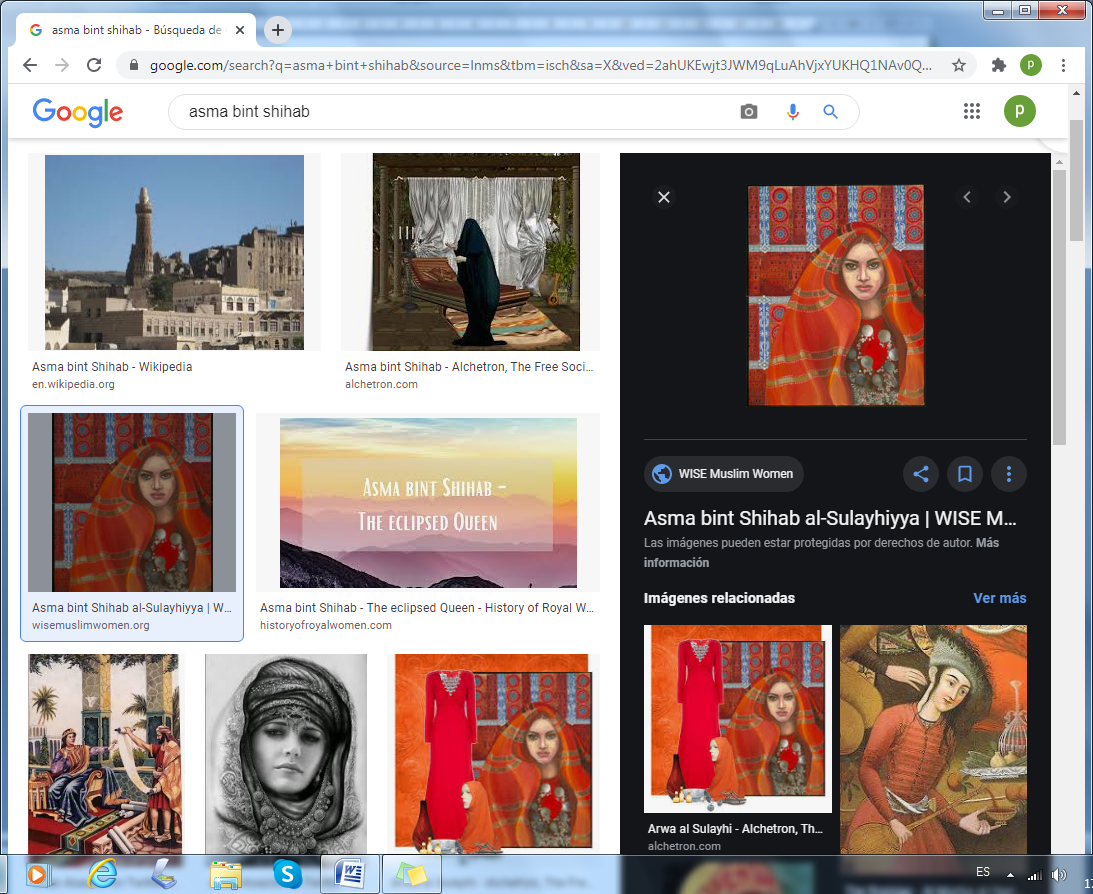 asma bint shihab - Búsqueda de
google.com/search?q=asma+bint+shihab&source=lnms&tbm=isch&sa=X&ved=2ahUKEwjt3JWM9qLuAhVjxYUKHQ1NAv0Q...
P
Google
asma bint shihab
P
Asma bint Shihab - Wikipedia
en.wikipedia.org
Asma bint Shihab - Alchetron, The Free Soci...
alchetron.com
Asma bint Shihab al-Sulayhiyya | W...
wisemuslimwomen.org
Asma bint Shihab –
The eclipsed Queen
Asma bint Shihab - The eclipsed Queen - History of Royal W...
historyofroyalwomen.com
WISE Muslim Women
Asma bint Shihab al-Sulayhiyya | WISE M...
Las imágenes pueden estar protegidas por derechos de autor. Más
información
Imágenes relacionadas
Ver más
Arwa al Sulayhi - Alchetron, Th...
alchetron.com
ES